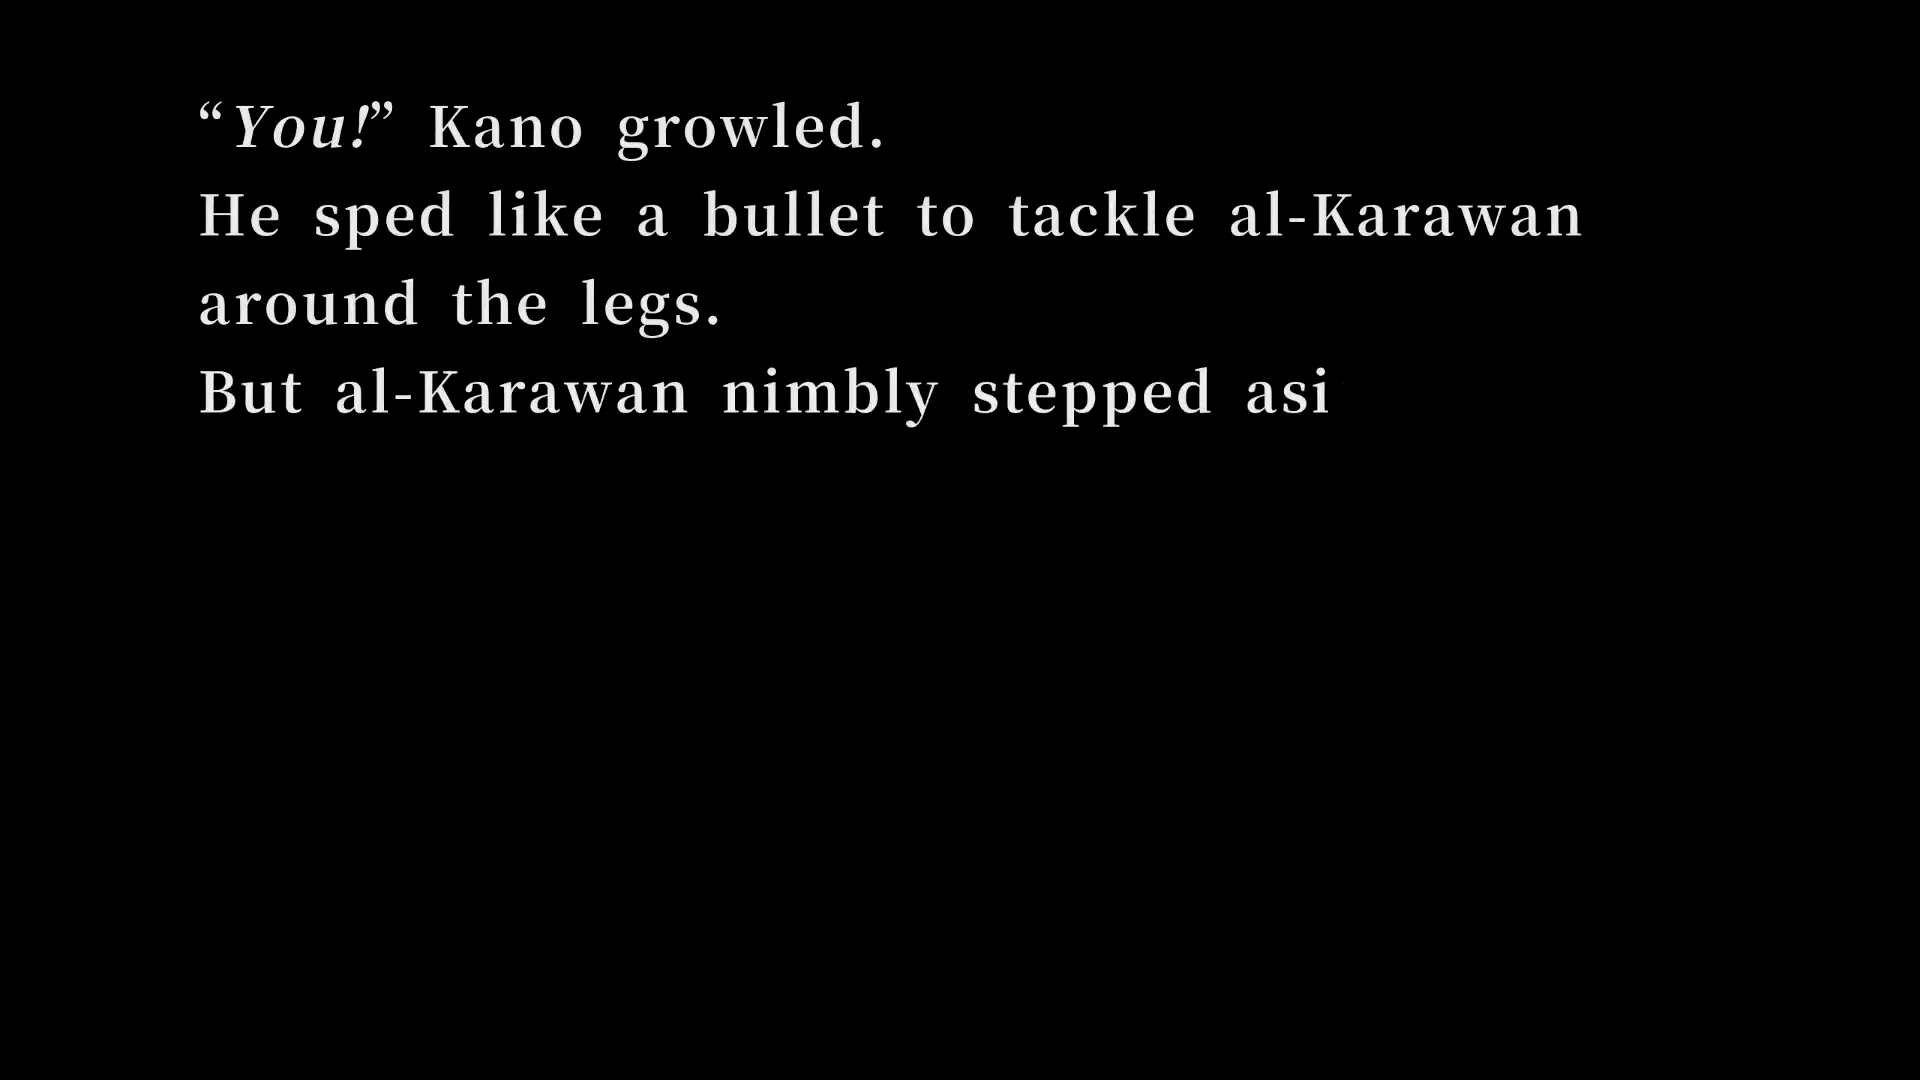 “You!” Kano growled.
He sped like a bullet to tackle al-Karawan
around the legs.
But al-Karawan nimbly stepped asi